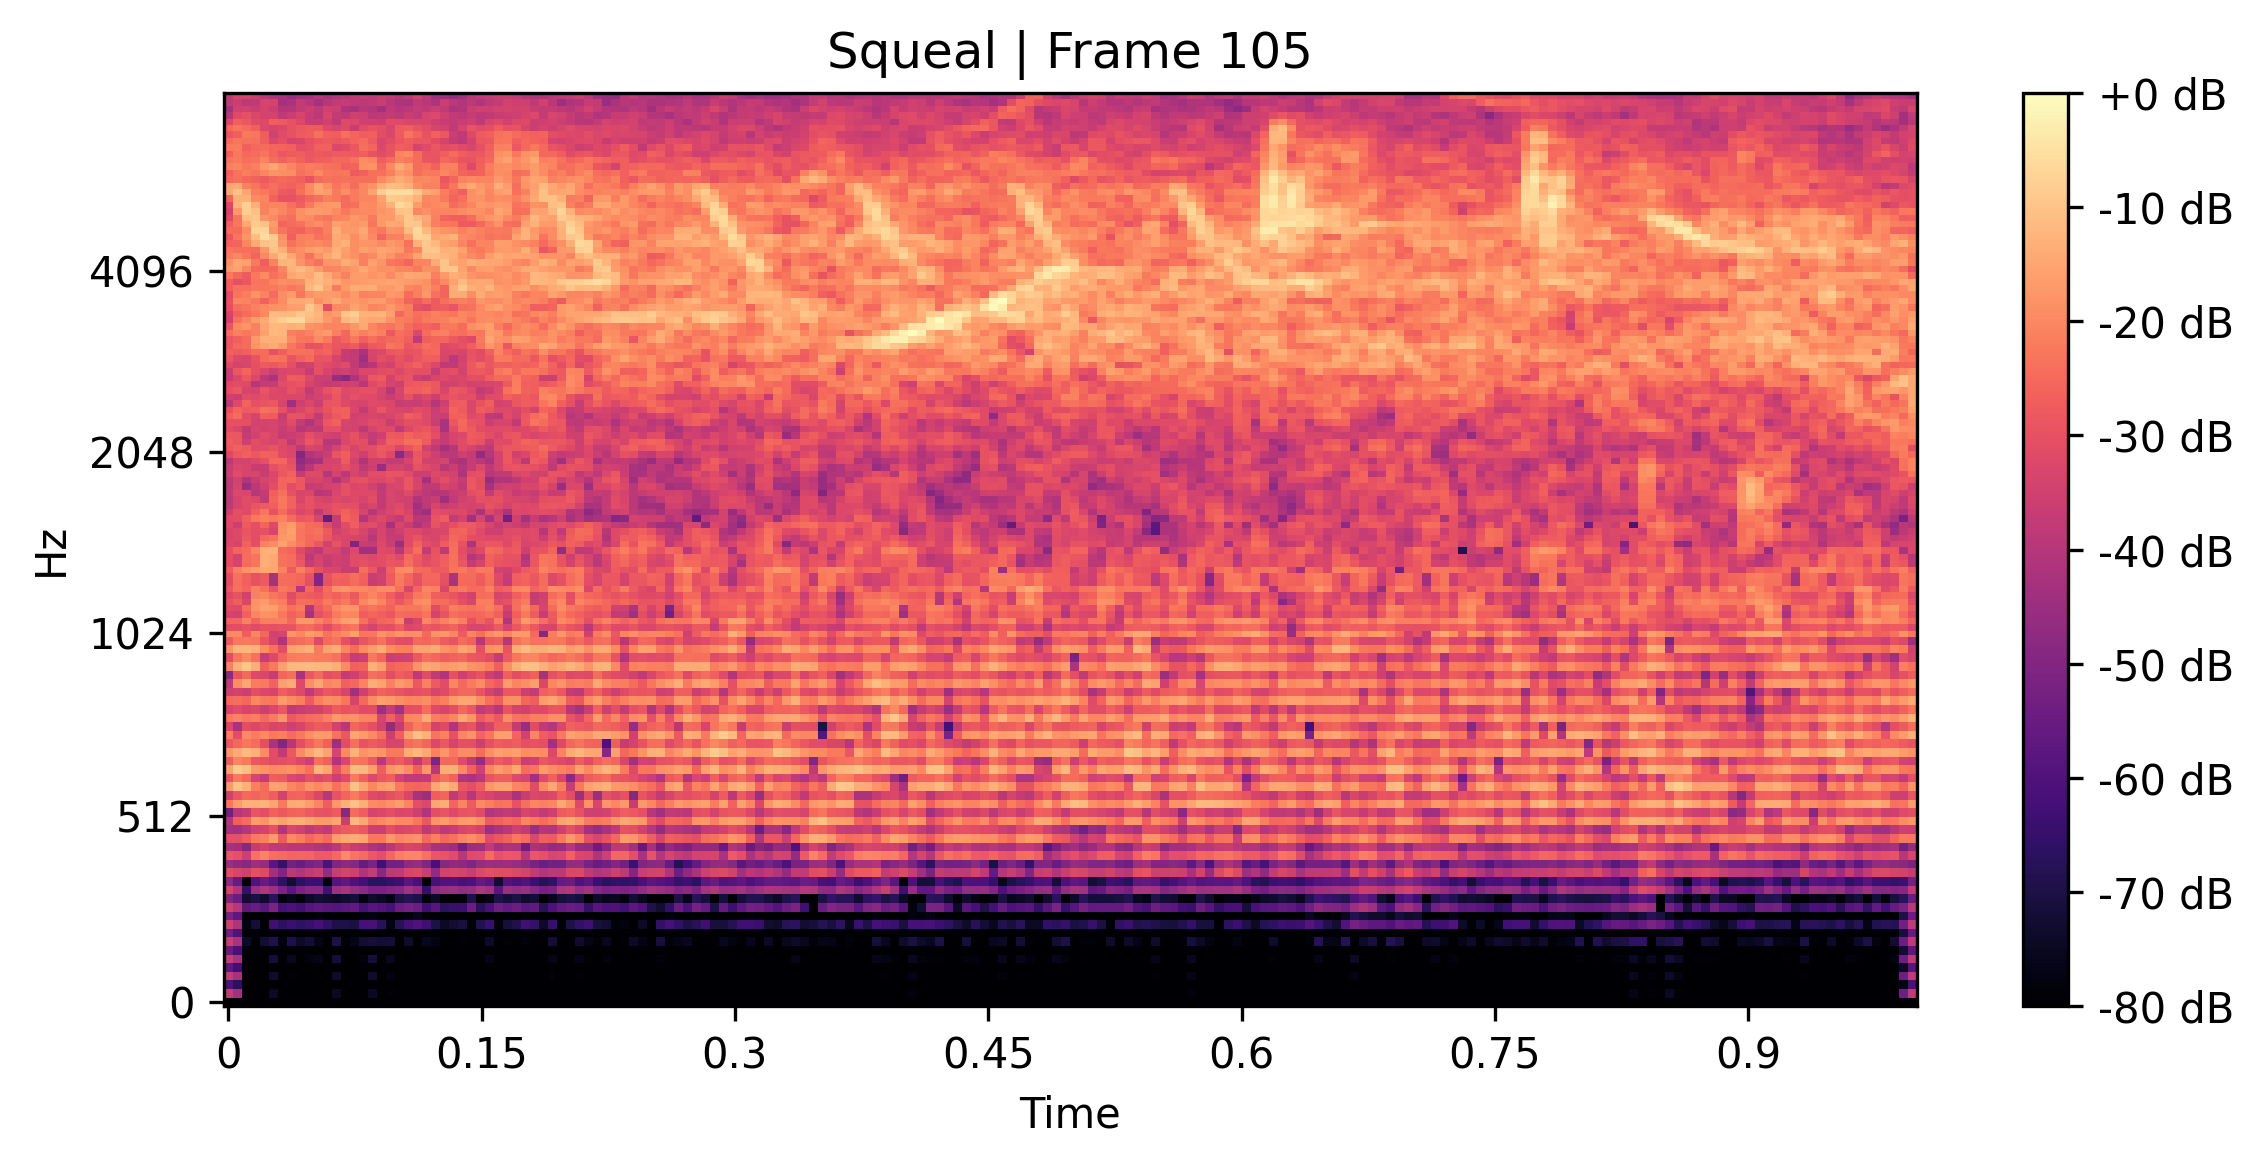 Squeal | Frame 105
+0 dB
-10 dB
-20 dB
-30 dB
-40 dB
-50 dB
-60 dB
-70 dB
-80 dB
Hz
4096
2048
1024
512
0
0
0.15
0.3
0.45
0.6
0.75
0.9
Time